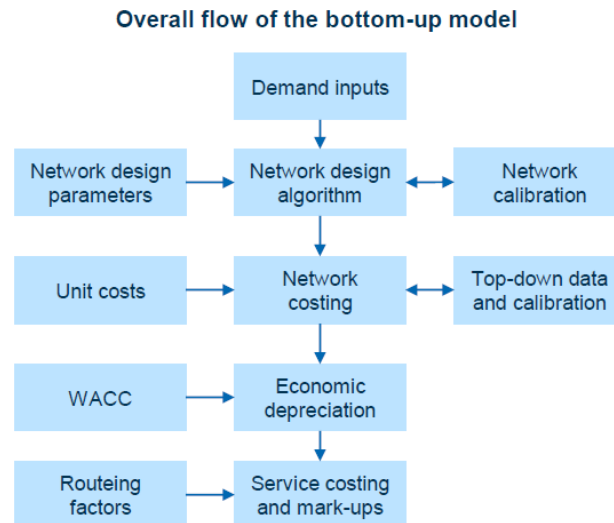 Overall flow of the bottom-up model
Demand inputs
Network design
parameters
Network design
algorithm
Network
calibration
Unit costs
Network
costing
Top-down data
and calibration
WACC
Economic
depreciation
Routeing
factors
Service costing
and mark-ups